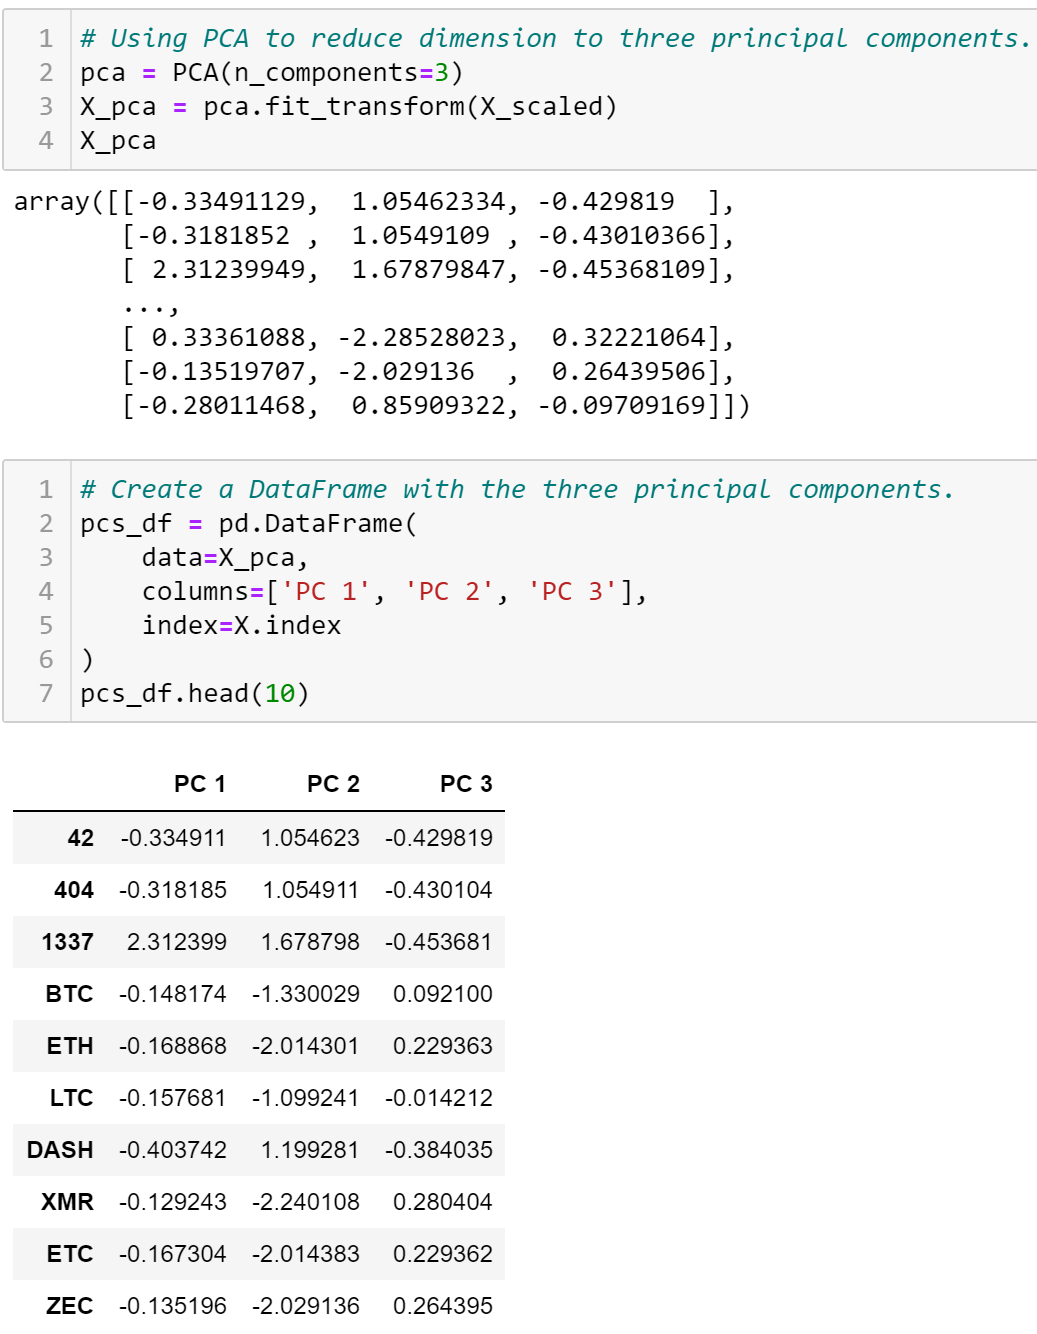 1 # Using PCA to reduce dimension to three principal components.
2 pca = PCA(n_components=3)
3 X_pca = pca.fit_transform(X_scaled)
4 X_pca
array([[-0.33491129,  1.05462334, -0.429819  ],
       [-0.3181852 ,  1.0549109 , -0.43010366],
       [ 2.31239949,  1.67879847, -0.45368109],
       ...,
       [ 0.33361088, -2.28528023,  0.32221064],
       [-0.13519707, -2.029136  ,  0.26439506],
       [-0.28011468,  0.85909322, -0.09709169]])
1 # Create a DataFrame with the three principal components.
2 pcs_df = pd.DataFrame(
3     data=X_pca,
4     columns=['PC 1', 'PC 2', 'PC 3'],
5     index=X.index
6 )
7 pcs_df.head(10)
PC 1 PC 2 PC 3
42 -0.334911 1.054623 -0.429819
404 -0.318185 1.054911 -0.430104
1337 2.312399 1.678798 -0.453681
BTC -0.148174 -1.330029 0.092100
ETH -0.168868 -2.014301 0.229363
LTC -0.157681 -1.099241 -0.014212
DASH -0.403742 1.199281 -0.384035
XMR -0.129243 -2.240108 0.280404
ETC -0.167304 -2.014383 0.229362
ZEC -0.135196 -2.029136 0.264395